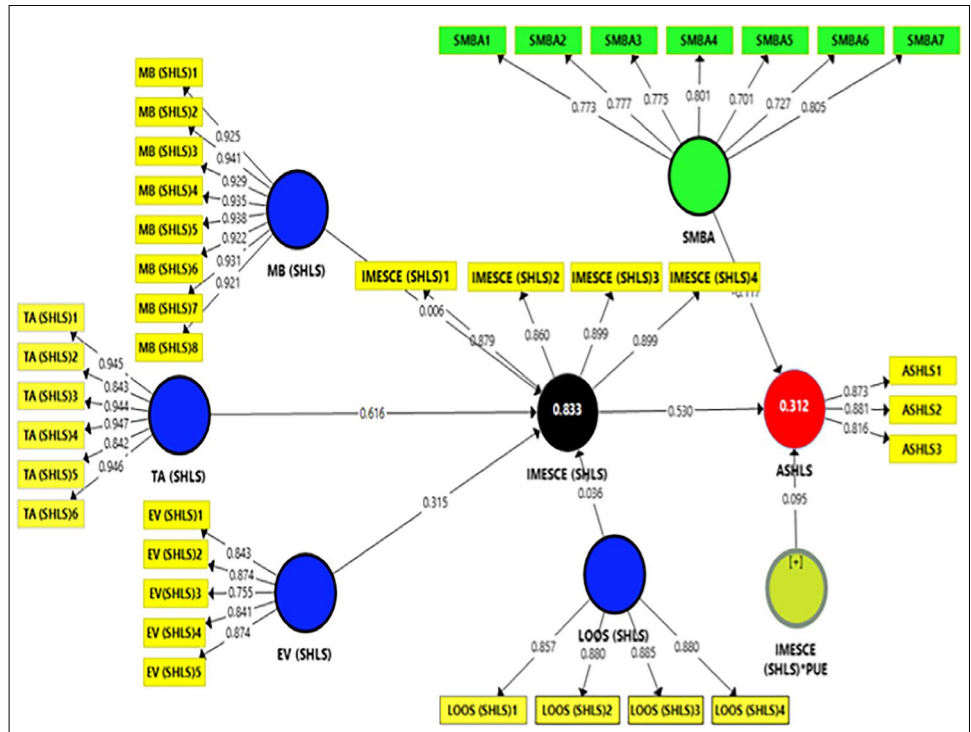 SMBA1 SMBA2 SMBA3 SMBA4 SMBA5 SMBA6 SMBA7
0.773 0.777 0.775 0.801 0.701 0.727 0.805
SMBA
MB (SHLS)1
MB (SHLS)2
MB (SHLS)3
MB (SHLS)4
MB (SHLS)5
MB (SHLS)6
MB (SHLS)7
MB (SHLS)8
0.925
0.941
0.929
0.935
0.938
0.922
0.931
0.921
MB (SHLS)
IMESCE (SHLS)1 IMESCE (SHLS)2 IMESCE (SHLS)3 IMESCE (SHLS)4
0.006
0.879 0.860 0.899 0.899
TA (SHLS)1
TA (SHLS)2
TA (SHLS)3
TA (SHLS)4
TA (SHLS)5
TA (SHLS)6
0.945
0.843
0.944
0.947
0.842
0.946
TA (SHLS)
0.616
0.833
IMESCE (SHLS)
0.530
0.312
ASHLS
0.873
0.881
0.816
ASHLS1
ASHLS2
ASHLS3
EV (SHLS)1
EV (SHLS)2
EV(SHLS)3
EV (SHLS)4
EV (SHLS)5
0.843
0.874
0.755
0.841
0.874
EV (SHLS)
0.315
0.036
LOOS (SHLS)
0.857 0.880 0.885 0.880
LOOS (SHLS)1 LOOS (SHLS)2 LOOS (SHLS)3 LOOS (SHLS)4
0.095
[+]
IMESCE
(SHLS)*PUE